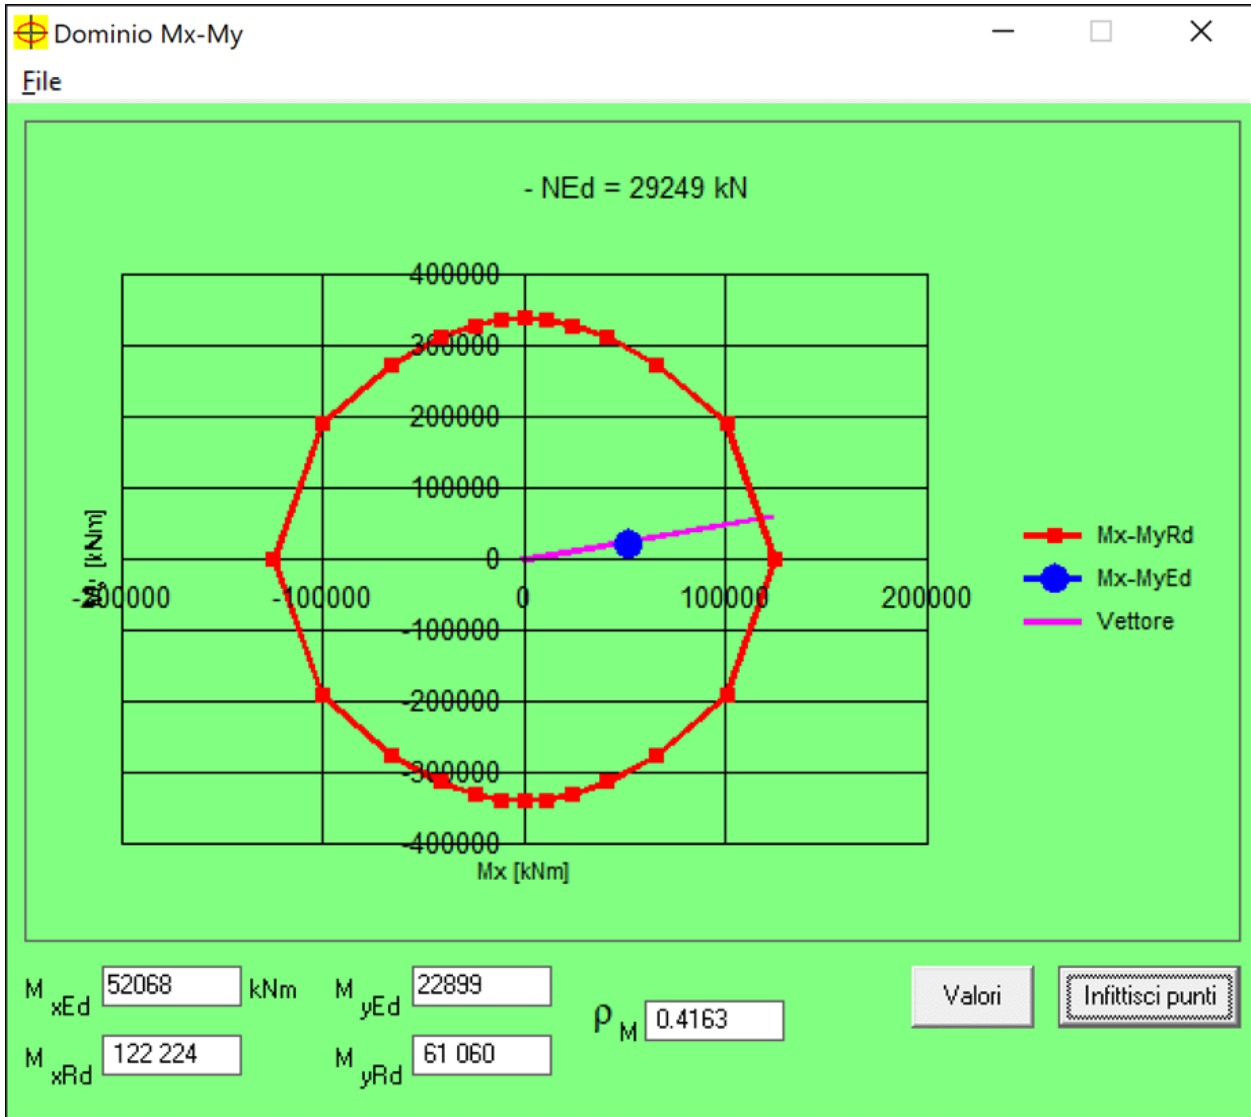 Dominio Mx-My
File
- NEd = 29249 kN
400000
300000
200000
100000
0
-100000
-200000
-300000
-400000
-200000 -100000 0 100000 200000
[kNm]
Mx [kNm]
Mx-MyRd
Mx-MyEd
Vettore
M xEd 52068 kNm M yEd 22899
M xRd 122 224 M yRd 61 060
ρ M 0.4163
Valori
Infittisci punti